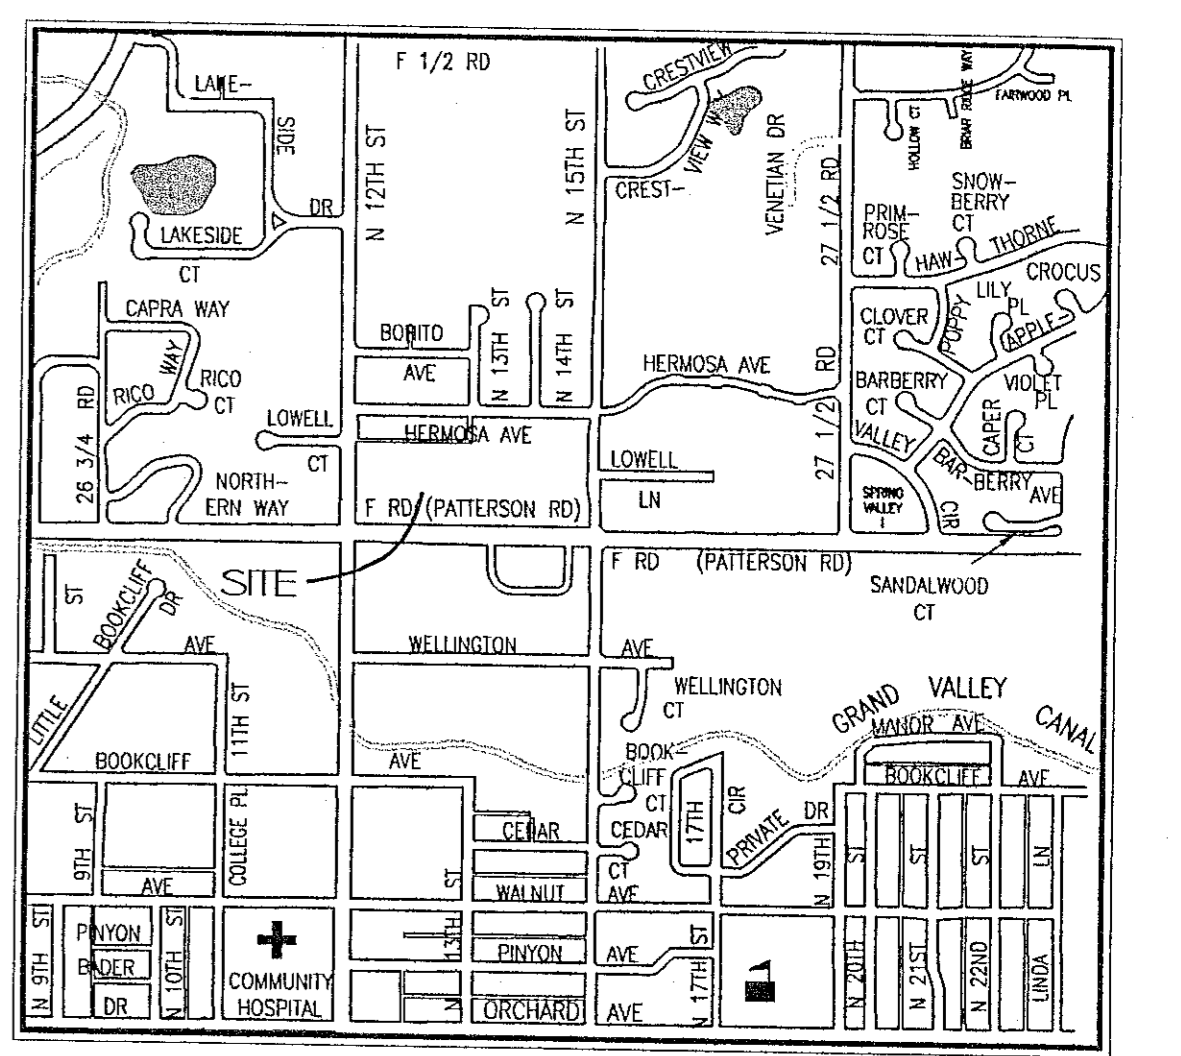 F 1/2 RD
CRESTVIEW
LAKE-
SIDE
DR
N 12TH ST
N 15TH ST
VIEW WY
CREST-
VENETIAN DR
27 1/2 RD
HOLLOW CT
BRIAR RIDGE WAY
FAIRWOOD PL
SNOW-
BERRY
CT
PRIM-
ROSE
CT
HAW-
THORNE
LAKESIDE
CT
CROCUS
LILY
PL
CAPRA WAY
CLOVER
CT
POPPY
APPLE-
BONITO
AVE
N 13TH ST
N 14TH ST
WAY
RICO
RICO
CT
HERMOSA AVE
BARBERRY
CT
VIOLET
PL
26 3/4 RD
LOWELL
CT
HERMOSA AVE
27 1/2 RD
VALLEY
CAPER
CT
LOWELL
LN
BAR-BERRY
AVE
NORTH-
ERN WAY
F RD (PATTERSON RD)
SPRING
VALLEY
I
CIR
F RD (PATTERSON RD)
SANDALWOOD
CT
SITE
ST
BOOKCLIFF
DR
AVE
WELLINGTON
AVE
WELLINGTON
CT
LITTLE
11TH ST
GRAND VALLEY CANAL
MANOR AVE
BOOKCLIFF
AVE
BOOK-
CLIFF
CT
BOOKCLIFF
AVE
9TH ST
COLLEGE PL
CEDAR
CEDAR
CT
17TH
CIR
PRIVATE
DR
N 19TH
ST
ST
ST
LN
AVE
ST
WALNUT
AVE
N 9TH ST
PINYON
BADER
DR
N 10TH ST
COMMUNITY
HOSPITAL
N 13TH
PINYON
AVE
ORCHARD
AVE
N 17TH ST
N 20TH
N 21ST
N 22ND
LINDA